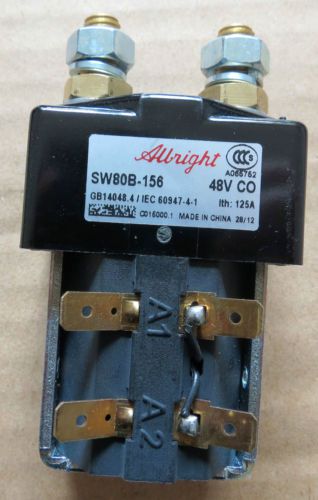 Albright
CCC S
A065762
SW80B-156 48V CO
GB14048.4 / IEC 60947-4-1 Ith: 125A
C016000.1 MADE IN CHINA 28/12
A1
A2